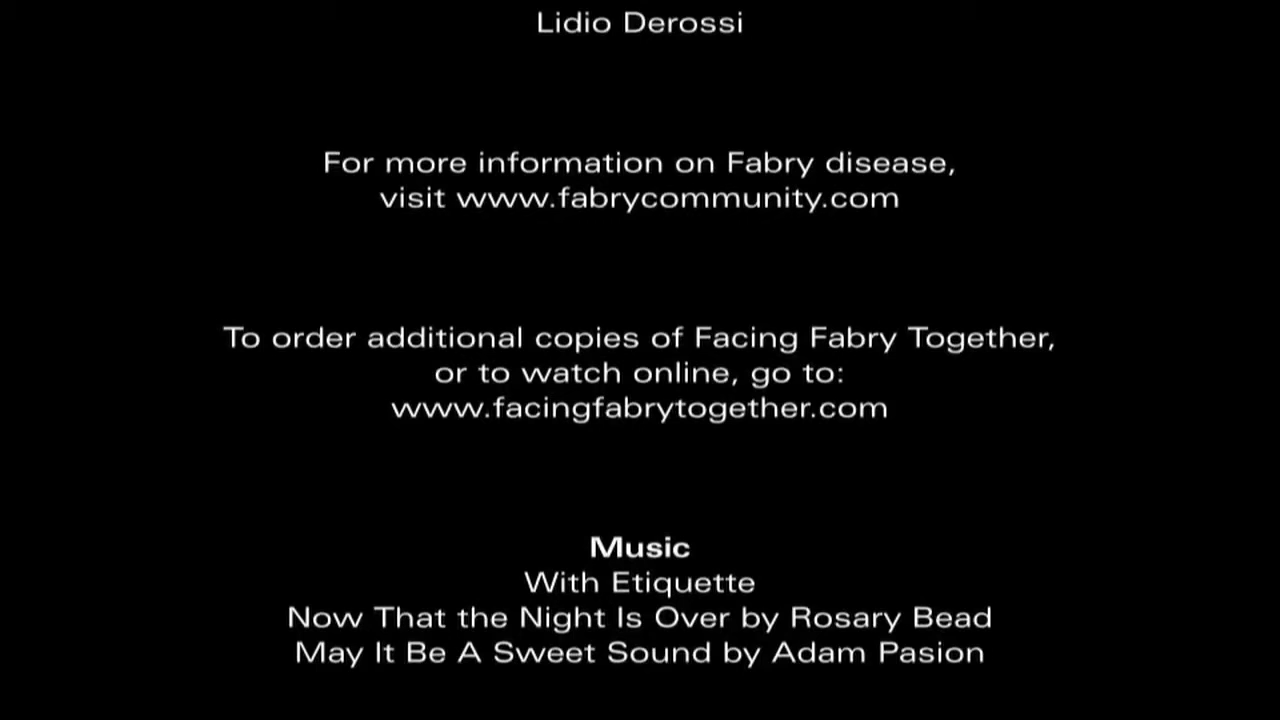 Lidio Derossi
For more information on Fabry disease,
visit www.fabrycommunity.com
To order additional copies of Facing Fabry Together,
or to watch online, go to:
www.facingfabrytogether.com
Music
With Etiquette
Now That the Night Is Over by Rosary Bead
May It Be A Sweet Sound by Adam Pasion